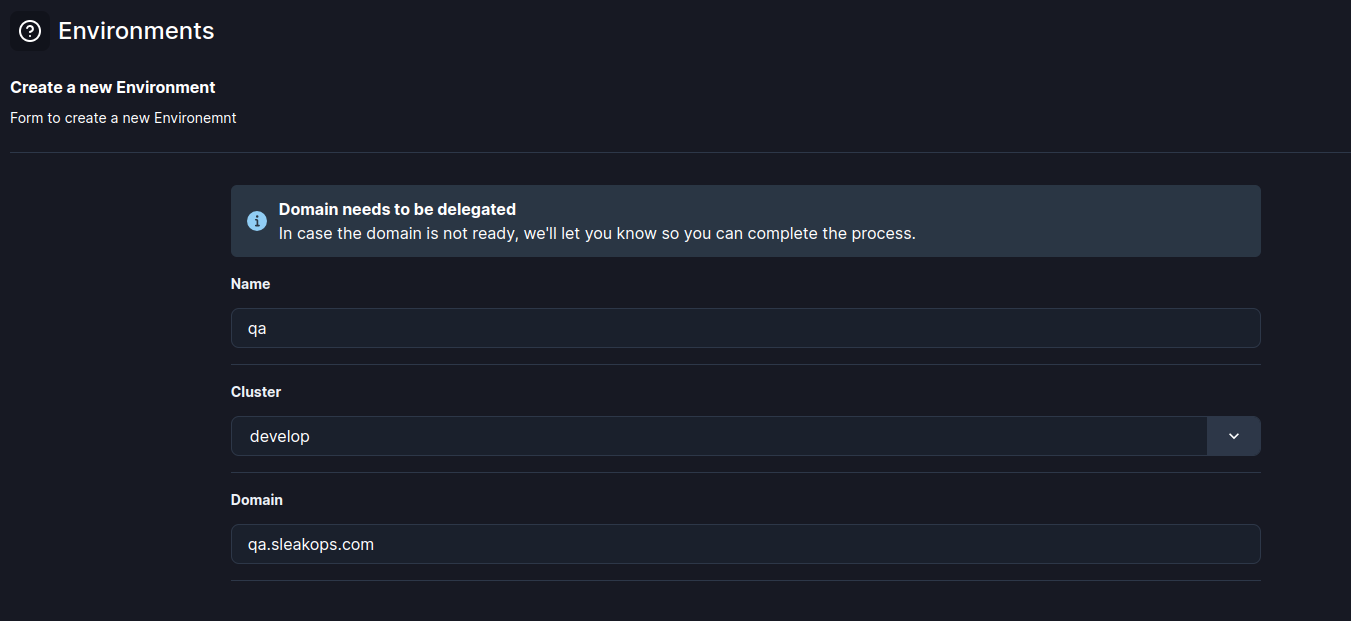 Environments
Create a new Environment
Form to create a new Environemnt
Domain needs to be delegated
In case the domain is not ready, we'll let you know so you can complete the process.
Name
qa
Cluster
develop
Domain
qa.sleakops.com